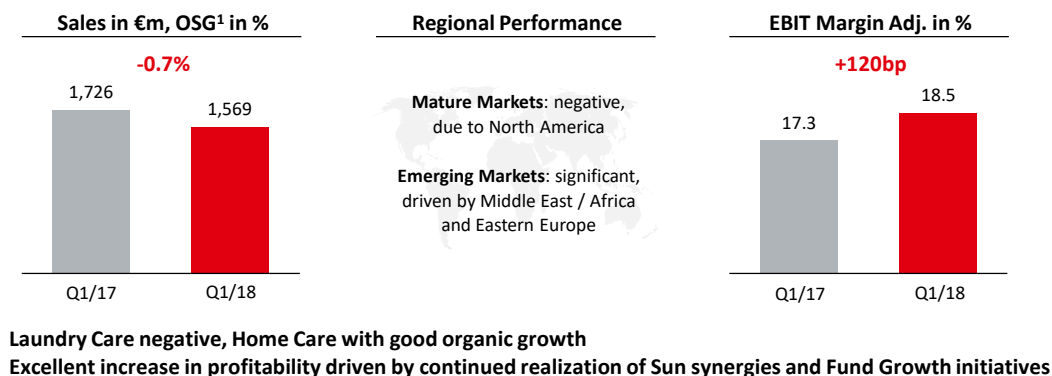 Sales in €m, OSG¹ in %
-0.7%
1,726
1,569
Q1/17
Q1/18
Regional Performance
Mature Markets: negative,
due to North America
Emerging Markets: significant,
driven by Middle East / Africa
and Eastern Europe
EBIT Margin Adj. in %
+120bp
17.3
18.5
Q1/17
Q1/18
Laundry Care negative, Home Care with good organic growth
Excellent increase in profitability driven by continued realization of Sun synergies and Fund Growth initiatives